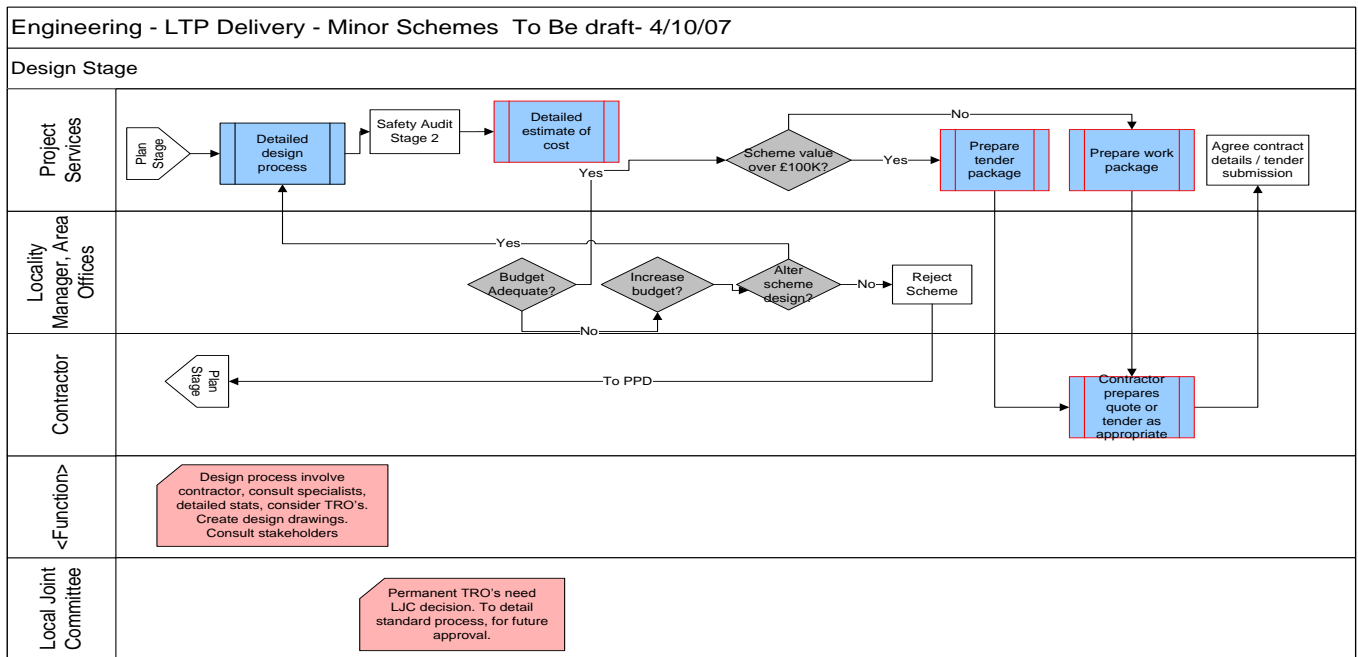 Engineering - LTP Delivery - Minor Schemes  To Be draft- 4/10/07
Design Stage
Project
Services
Plan
Stage
Detailed
design
process
Safety Audit
Stage 2
Detailed
estimate of
cost
Yes
Scheme value
over £100K?
No
Yes
Prepare
tender
package
Prepare work
package
Agree contract
details / tender
submission
Locality
Manager, Area
Offices
Yes
Budget
Adequate?
No
Increase
budget?
Alter
scheme
design?
No
Reject
Scheme
Contractor
Plan
Stage
To PPD
Contractor
prepares
quote or
tender as
appropriate
<Function>
Design process involve
contractor, consult specialists,
detailed stats, consider TRO's.
Create design drawings.
Consult stakeholders
Local Joint
Committee
Permanent TRO's need
LJC decision. To detail
standard process, for future
approval.